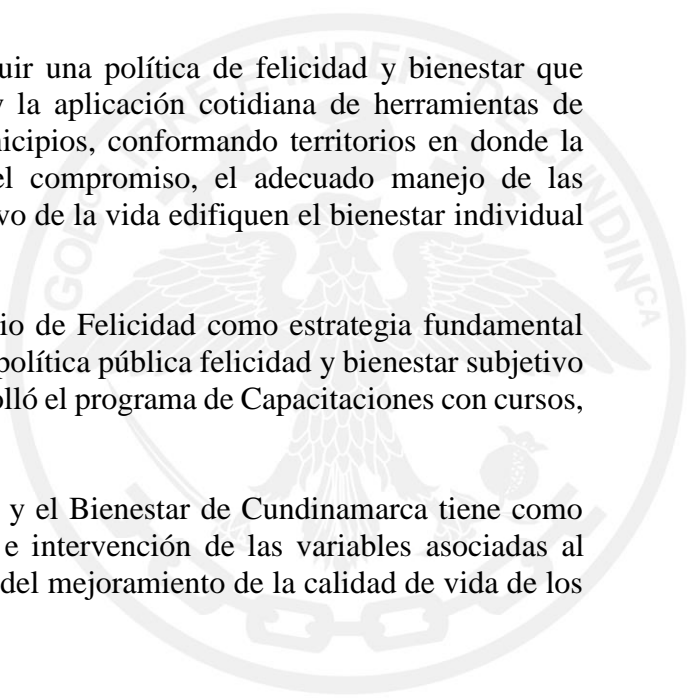 uir una política de felicidad y bienestar que
y la aplicación cotidiana de herramientas de
nicipios, conformando territorios en donde la
el compromiso, el adecuado manejo de las
vo de la vida edifiquen el bienestar individual
io de Felicidad como estrategia fundamental
política pública felicidad y bienestar subjetivo
olló el programa de Capacitaciones con cursos,
y el Bienestar de Cundinamarca tiene como
e intervención de las variables asociadas al
del mejoramiento de la calidad de vida de los